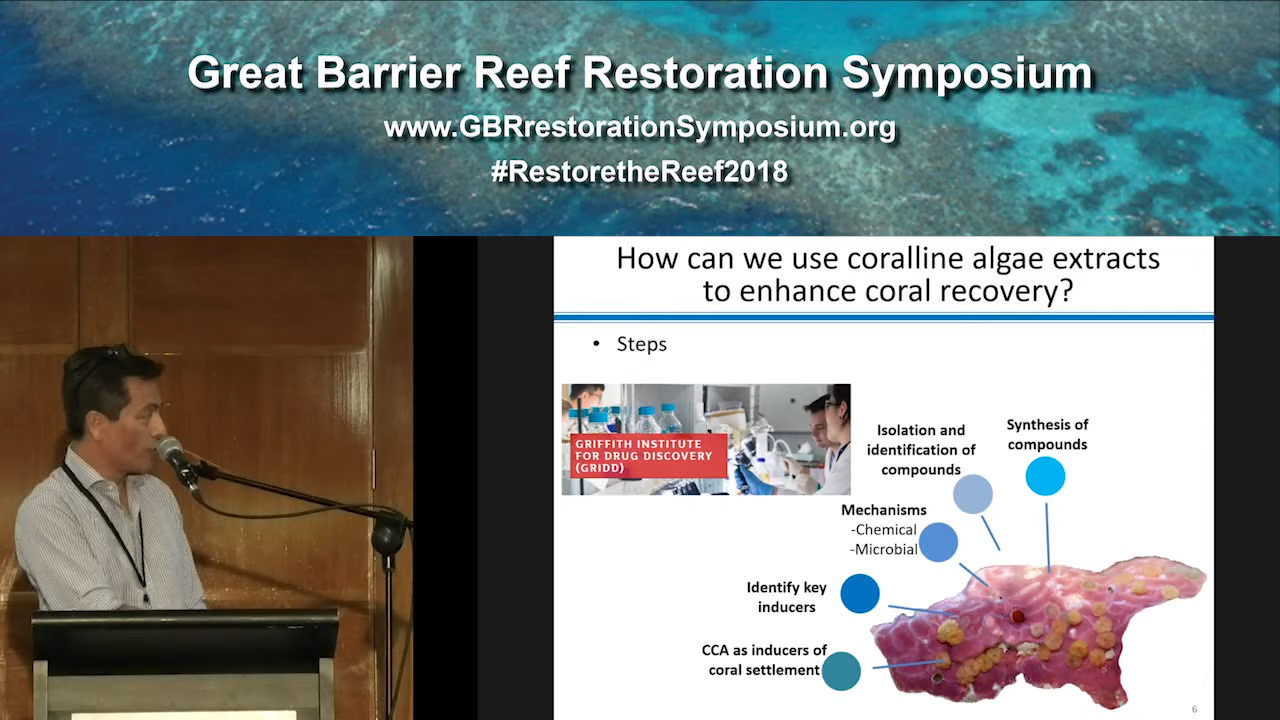 Great Barrier Reef Restoration Symposium
www.GBRrestorationSymposium.org
#RestoretheReef2018
How can we use coralline algae extracts
to enhance coral recovery?
• Steps
GRIFFITH INSTITUTE
FOR DRUG DISCOVERY
(GRIDD)
Isolation and
identification of
compounds
Synthesis of
compounds
Mechanisms
-Chemical
-Microbial
Identify key
inducers
CCA as inducers of
coral settlement
6